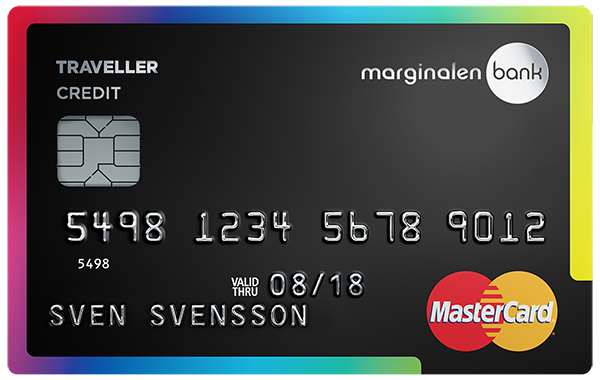 TRAVELLER
CREDIT
marginalen bank
5498 1234 5678 9012
5498
VALID THRU 08/18
SVEN SVENSSON
MasterCard